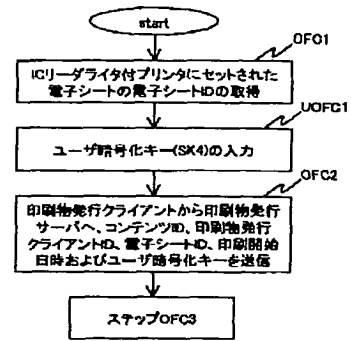 start
OFC1
ICリーダライタ付プリンタにセットされた
電子シートの電子シートIDの取得
UOFC1
ユーザ暗号化キー(SK4)の入力
OFC2
印刷物発行クライアントから印刷物発行
サーバへ、コンテンツID、印刷物発行
クライアントID、電子シートID、印刷開始
日時およびユーザ暗号化キーを送信
ステップOFC3